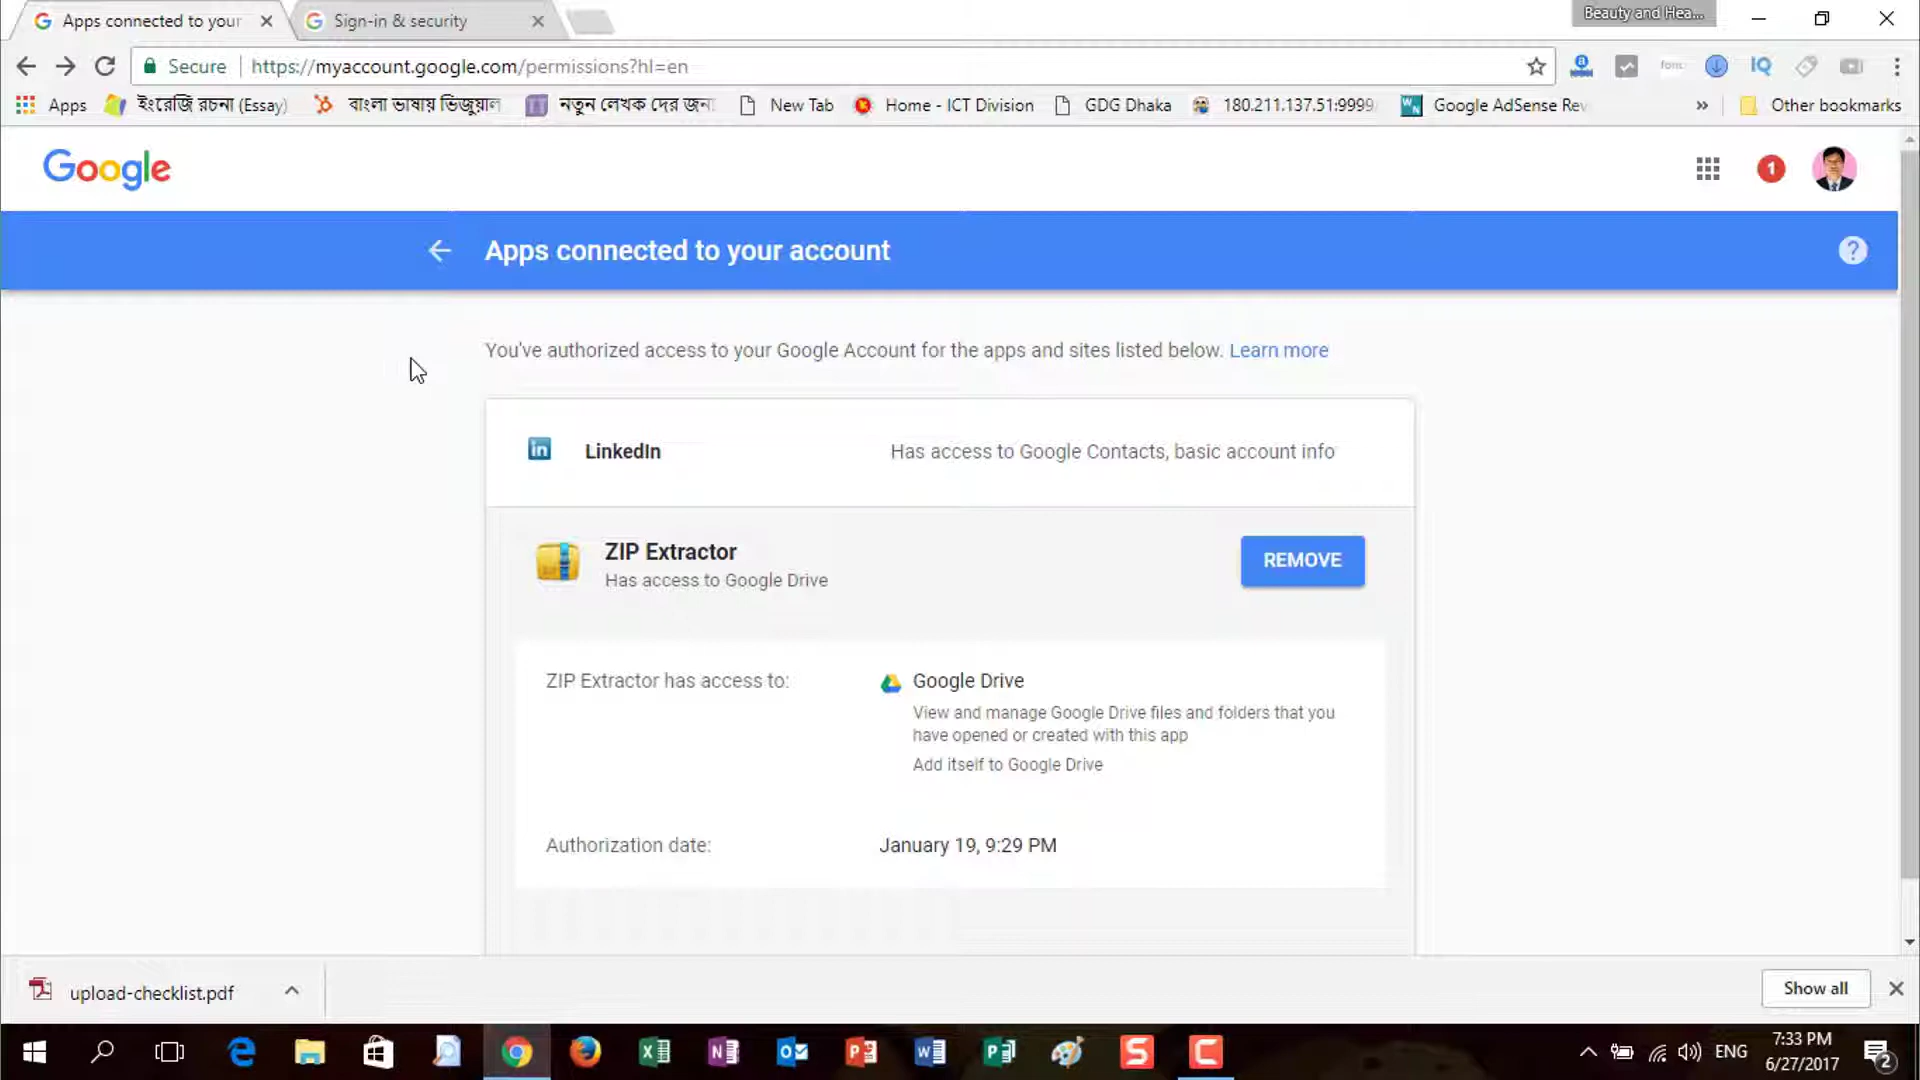 Apps connected to your
Sign-in & security
Beauty and Hea...
Secure
https://myaccount.google.com/permissions?hl=en
Apps
ইংরেজি রচনা (Essay)
বাংলা ভাষায় ভিজুয়াল
নতুন লেখক দের জন্য
New Tab
Home - ICT Division
GDG Dhaka
180.211.137.51:9999
Google AdSense Rev
»
Other bookmarks
Google
1
Apps connected to your account
?
You've authorized access to your Google Account for the apps and sites listed below. Learn more
LinkedIn
Has access to Google Contacts, basic account info
ZIP Extractor
Has access to Google Drive
REMOVE
ZIP Extractor has access to:
Google Drive
View and manage Google Drive files and folders that you
have opened or created with this app
Add itself to Google Drive
Authorization date:
January 19, 9:29 PM
upload-checklist.pdf
Show all
ENG
7:33 PM
6/27/2017
2